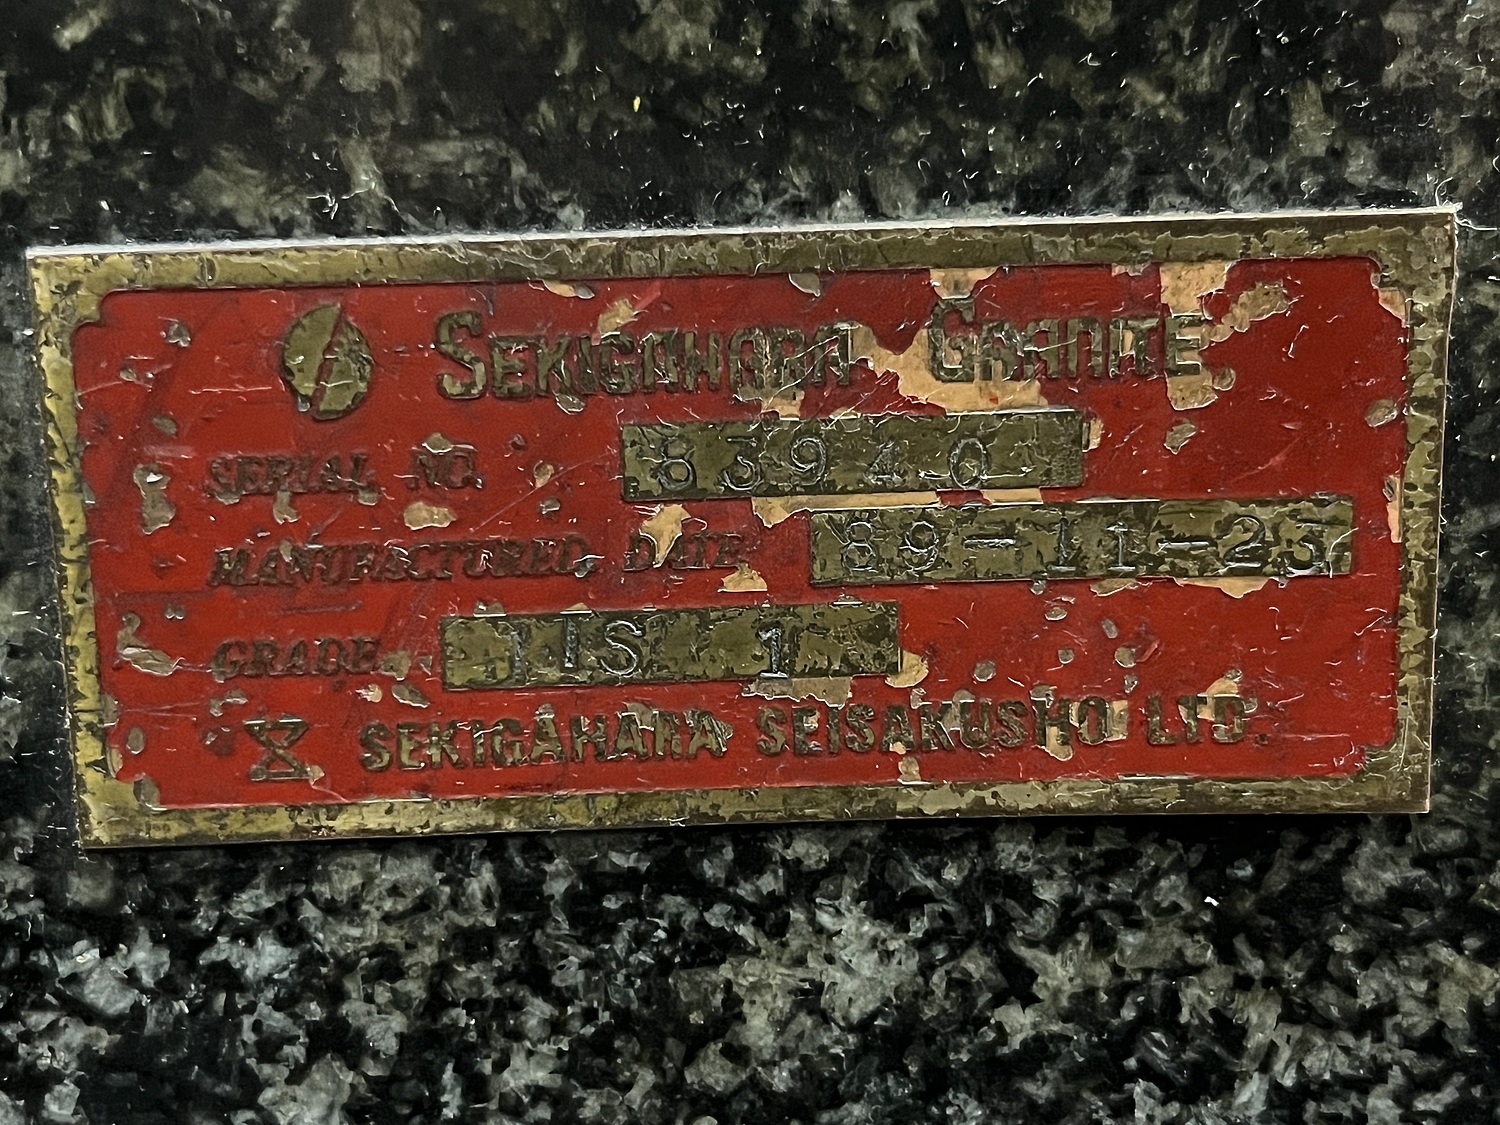 SEKIGAHARA GRANITE
SERIAL NO. 83940
MANUFACTURED DATE 89-11-25
GRADE JIS 1
SEKIGAHARA SEISAKUSHO LTD.